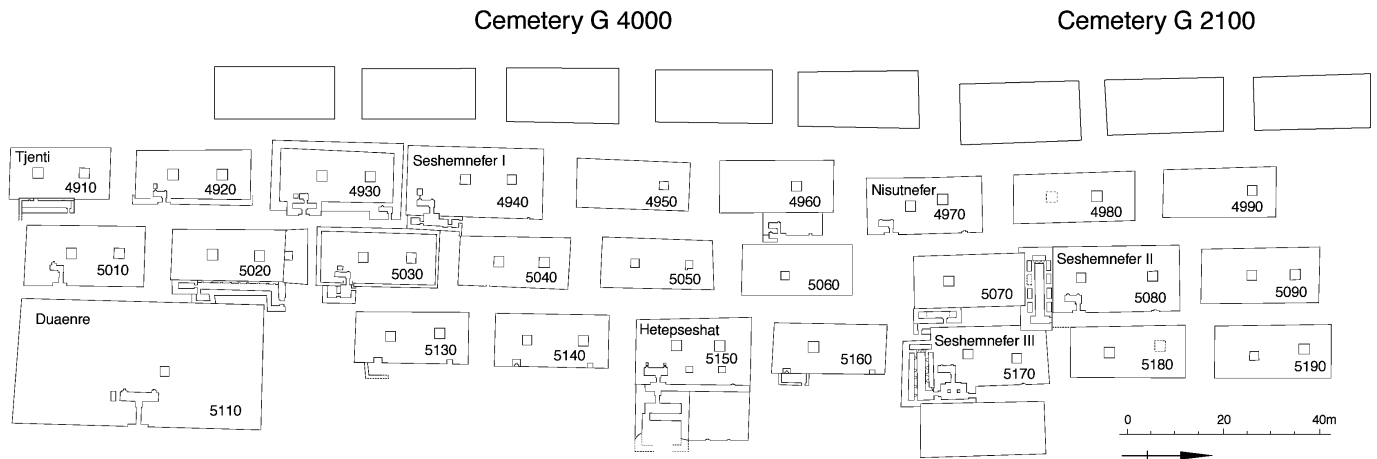 Cemetery G 4000
Cemetery G 2100
Tjenti
4910
4920
4930
Seshemnefer I
4940
4950
4960
Nisutnefer
4970
4980
4990
5010
5020
5030
5040
5050
5060
5070
Seshemnefer II
5080
5090
Duaenre
5110
5130
5140
Hetepseshat
5150
5160
Seshemnefer III
5170
5180
5190
0 20 40m